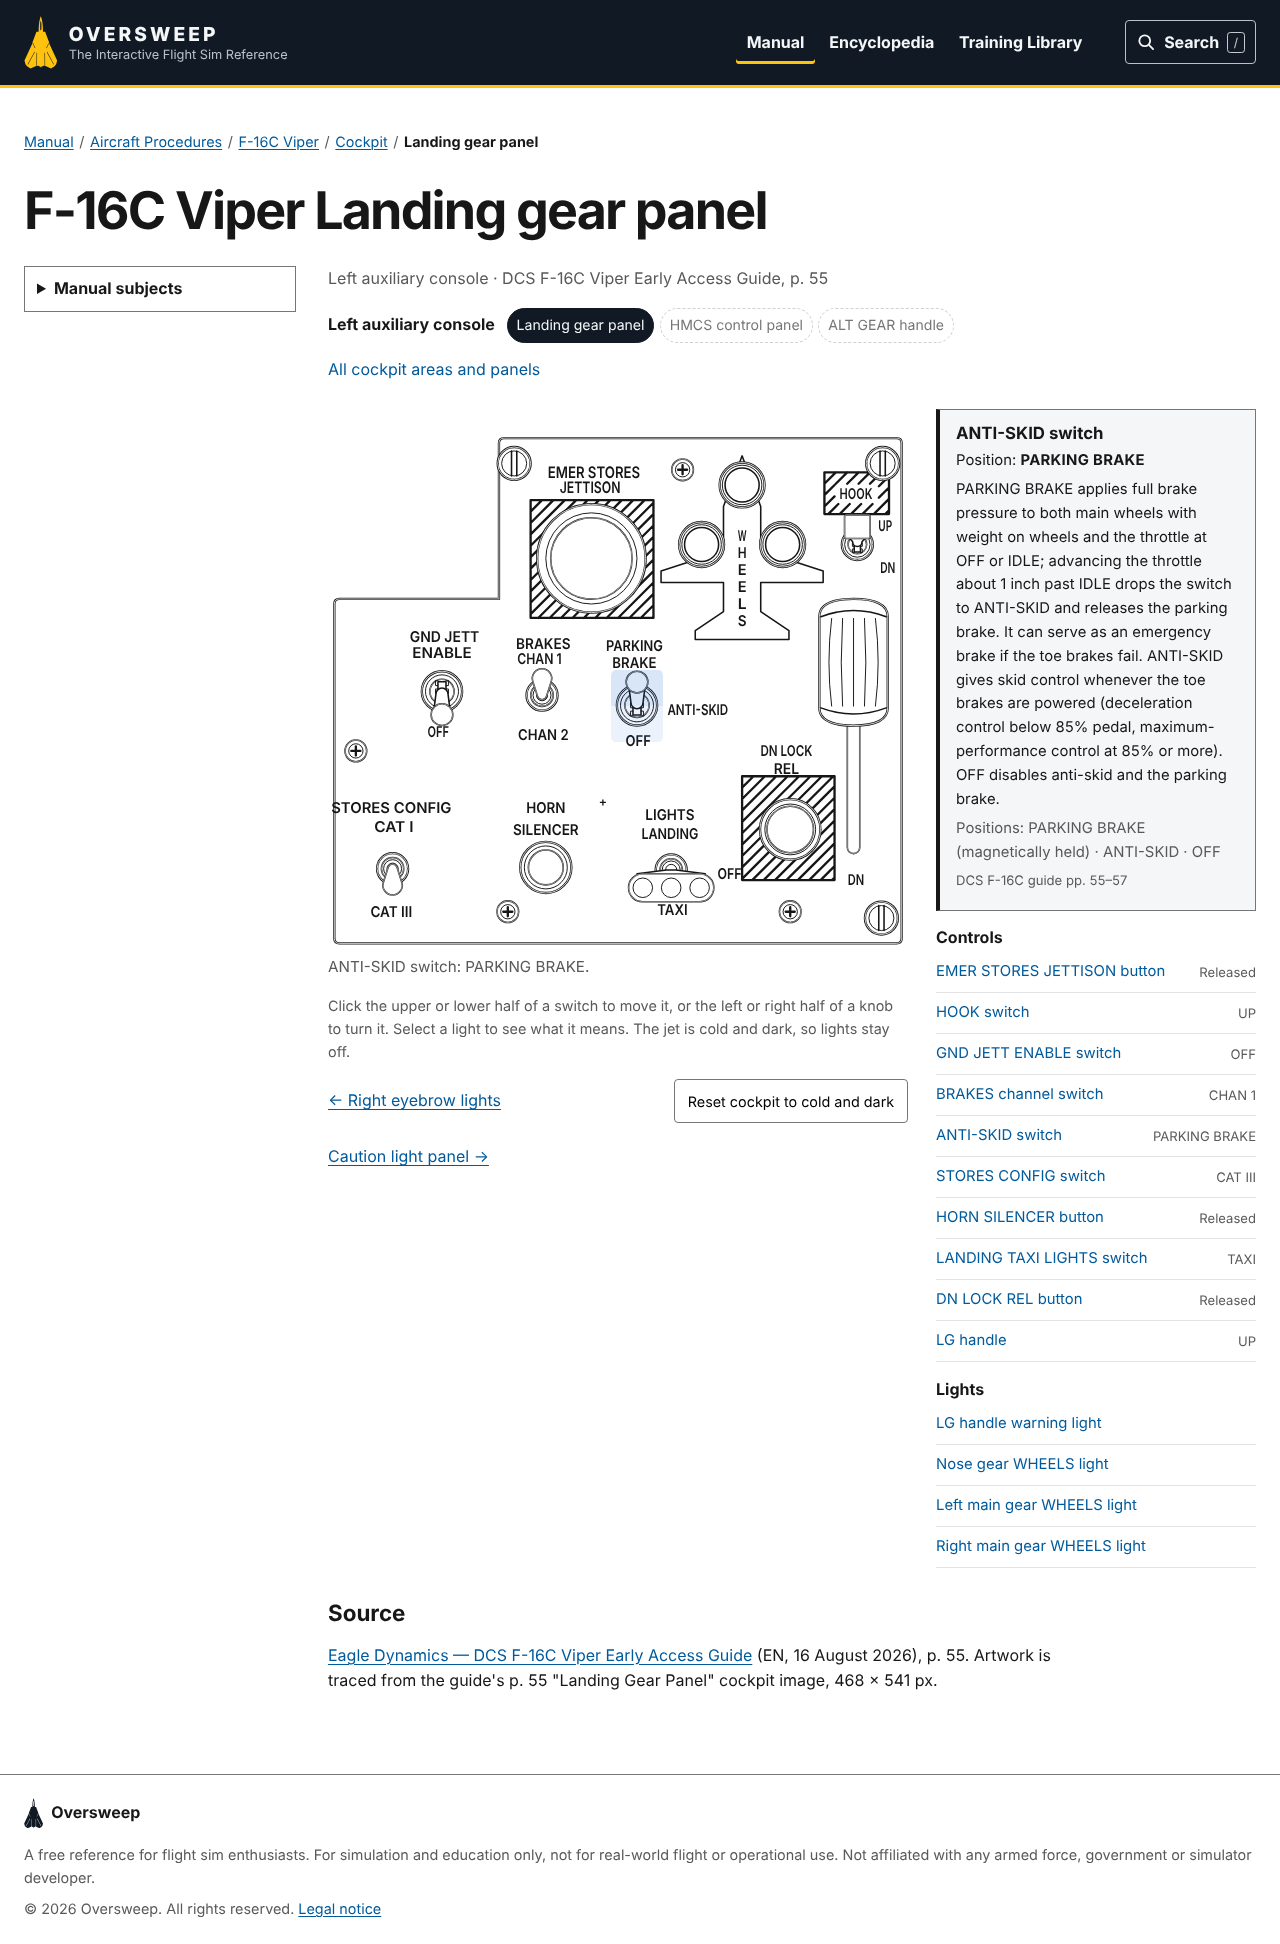 OVERSWEEP
The Interactive Flight Sim Reference
Manual
Encyclopedia
Training Library
Search /
Manual / Aircraft Procedures / F-16C Viper / Cockpit / Landing gear panel
F-16C Viper Landing gear panel
Manual subjects
Left auxiliary console · DCS F-16C Viper Early Access Guide, p. 55
Left auxiliary console
Landing gear panel
HMCS control panel
ALT GEAR handle
All cockpit areas and panels
EMER STORES
JETTISON
W
H
E
E
L
S
HOOK
UP
DN
GND JETT
ENABLE
OFF
BRAKES
CHAN 1
CHAN 2
PARKING
BRAKE
ANTI-SKID
OFF
DN LOCK
REL
STORES CONFIG
CAT I
CAT III
HORN
SILENCER
+
LIGHTS
LANDING
OFF
TAXI
DN
ANTI-SKID switch: PARKING BRAKE.
Click the upper or lower half of a switch to move it, or the left or right half of a knob
to turn it. Select a light to see what it means. The jet is cold and dark, so lights stay
off.
← Right eyebrow lights
Reset cockpit to cold and dark
Caution light panel →
ANTI-SKID switch
Position: PARKING BRAKE
PARKING BRAKE applies full brake
pressure to both main wheels with
weight on wheels and the throttle at
OFF or IDLE; advancing the throttle
about 1 inch past IDLE drops the switch
to ANTI-SKID and releases the parking
brake. It can serve as an emergency
brake if the toe brakes fail. ANTI-SKID
gives skid control whenever the toe
brakes are powered (deceleration
control below 85% pedal, maximum-
performance control at 85% or more).
OFF disables anti-skid and the parking
brake.
Positions: PARKING BRAKE
(magnetically held) · ANTI-SKID · OFF
DCS F-16C guide pp. 55–57
Controls
EMER STORES JETTISON button Released
HOOK switch UP
GND JETT ENABLE switch OFF
BRAKES channel switch CHAN 1
ANTI-SKID switch PARKING BRAKE
STORES CONFIG switch CAT III
HORN SILENCER button Released
LANDING TAXI LIGHTS switch TAXI
DN LOCK REL button Released
LG handle UP
Lights
LG handle warning light
Nose gear WHEELS light
Left main gear WHEELS light
Right main gear WHEELS light
Source
Eagle Dynamics — DCS F-16C Viper Early Access Guide (EN, 16 August 2026), p. 55. Artwork is
traced from the guide's p. 55 "Landing Gear Panel" cockpit image, 468 × 541 px.
Oversweep
A free reference for flight sim enthusiasts. For simulation and education only, not for real-world flight or operational use. Not affiliated with any armed force, government or simulator
developer.
© 2026 Oversweep. All rights reserved. Legal notice